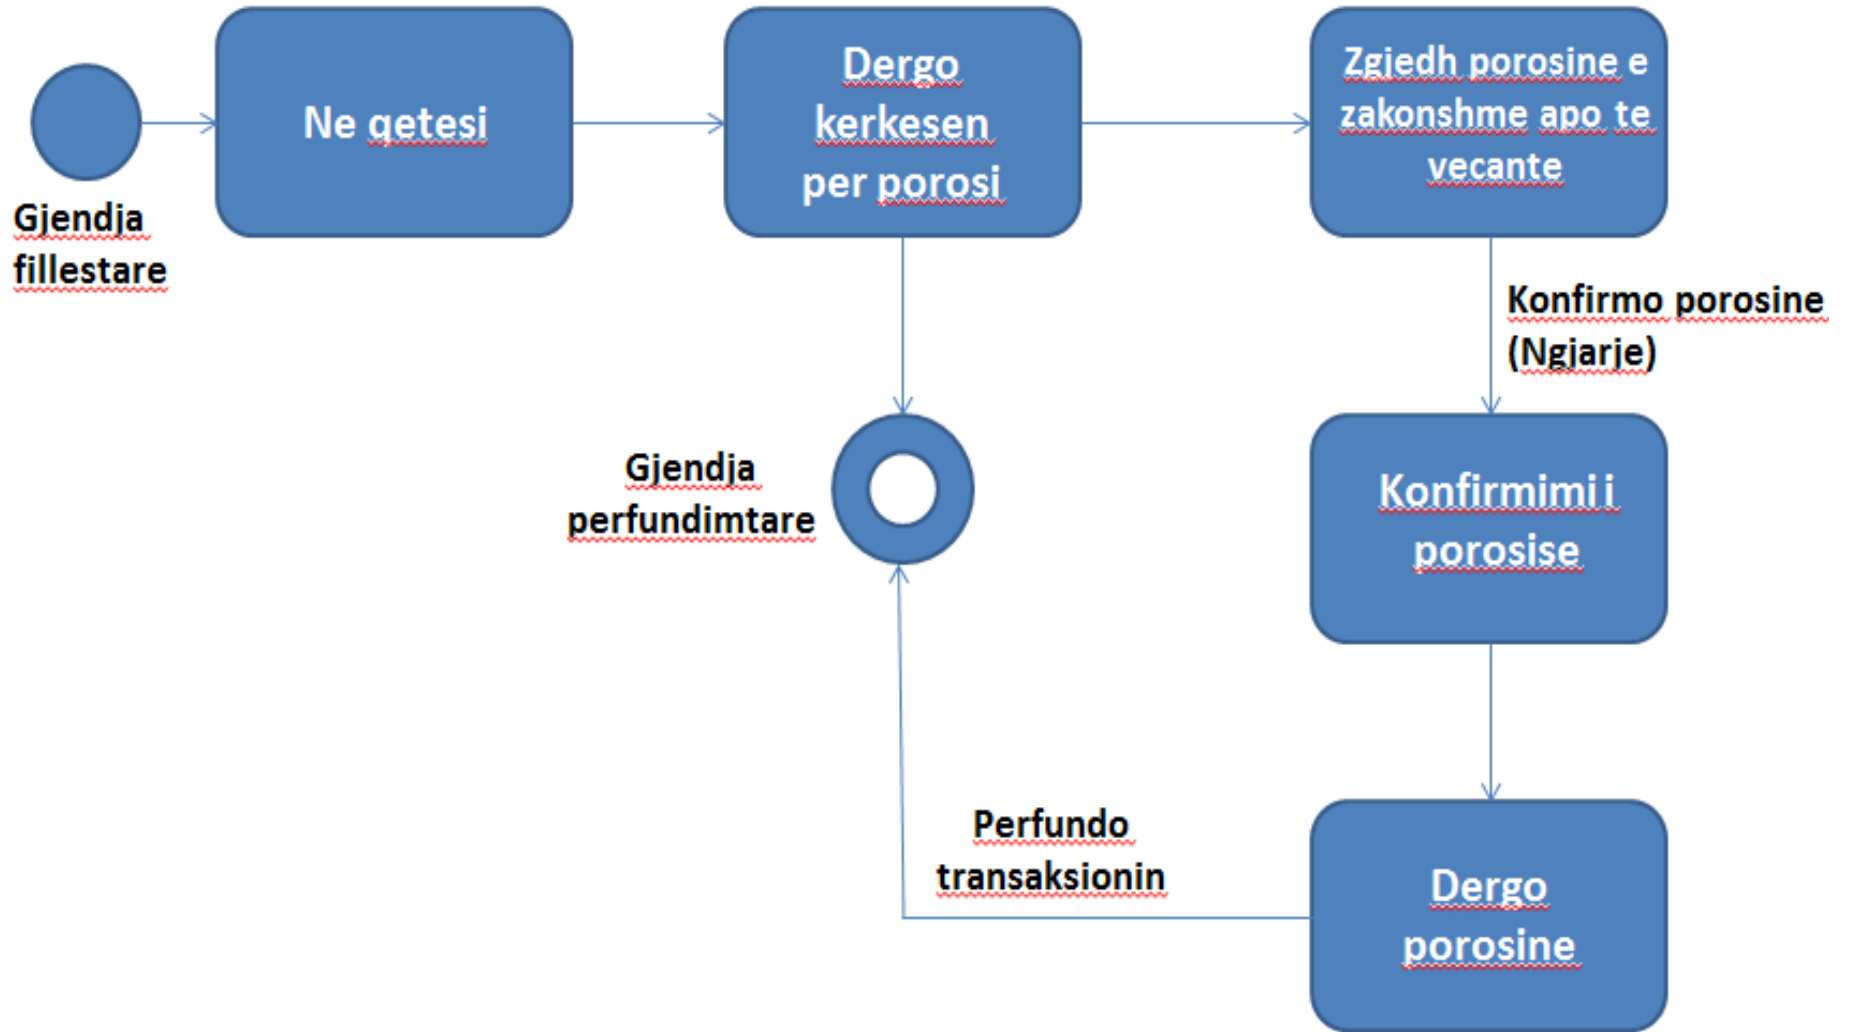 Gjendja
fillestare
Ne qetesi
Dergo
kerkesen
per porosi
Zgjedh porosine e
zakonshme apo te
vecante
Konfirmo porosine
(Ngjarje)
Gjendja
perfundimtare
Konfirmimi i
porosise
Perfundo
transaksionin
Dergo
porosine